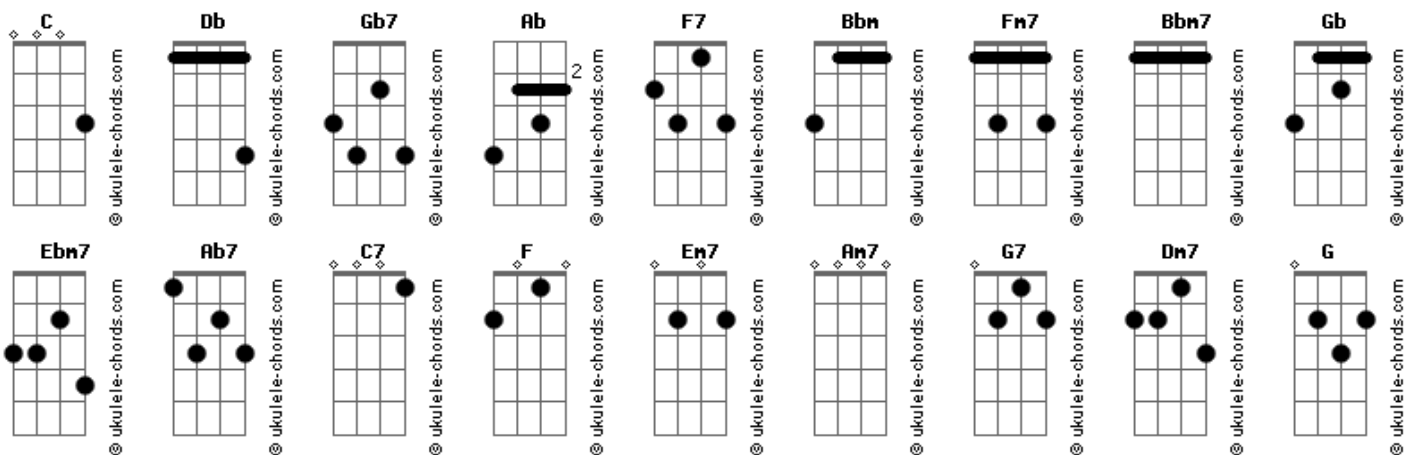 C Db Gb7 Ab F7 Bbm Fm7 Bbm7 Gb
2
© ukulele-chords.com © ukulele-chords.com © ukulele-chords.com © ukulele-chords.com © ukulele-chords.com © ukulele-chords.com © ukulele-chords.com © ukulele-chords.com © ukulele-chords.com
Ebm7 Ab7 C7 F Em7 Am7 G7 Dm7 G
© ukulele-chords.com © ukulele-chords.com © ukulele-chords.com © ukulele-chords.com © ukulele-chords.com © ukulele-chords.com © ukulele-chords.com © ukulele-chords.com © ukulele-chords.com